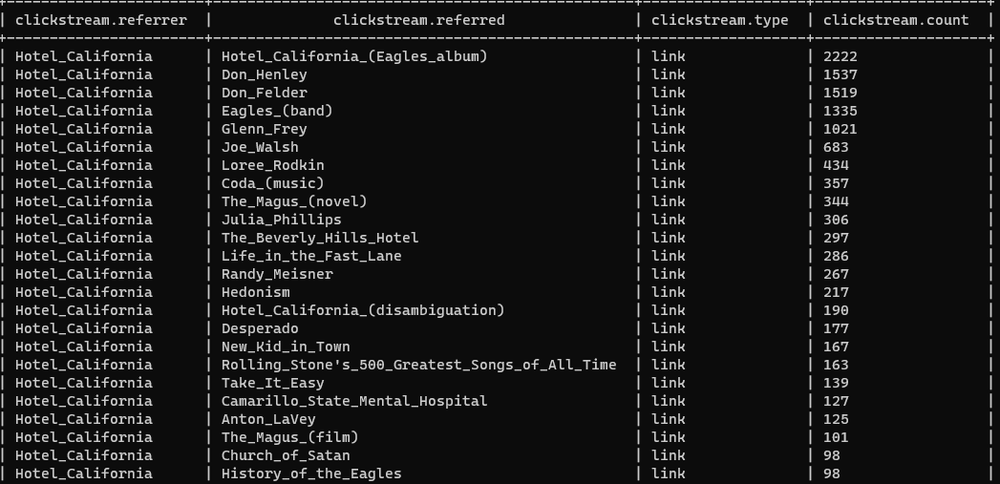 | clickstream.referrer | clickstream.referred | clickstream.type | clickstream.count |
| Hotel_California | Hotel_California_(Eagles_album) | link | 2222 |
| Hotel_California | Don_Henley | link | 1537 |
| Hotel_California | Don_Felder | link | 1519 |
| Hotel_California | Eagles_(band) | link | 1335 |
| Hotel_California | Glenn_Frey | link | 1021 |
| Hotel_California | Joe_Walsh | link | 683 |
| Hotel_California | Loree_Rodkin | link | 434 |
| Hotel_California | Coda_(music) | link | 357 |
| Hotel_California | The_Magus_(novel) | link | 344 |
| Hotel_California | Julia_Phillips | link | 306 |
| Hotel_California | The_Beverly_Hills_Hotel | link | 297 |
| Hotel_California | Life_in_the_Fast_Lane | link | 286 |
| Hotel_California | Randy_Meisner | link | 267 |
| Hotel_California | Hedonism | link | 217 |
| Hotel_California | Hotel_California_(disambiguation) | link | 190 |
| Hotel_California | Desperado | link | 177 |
| Hotel_California | New_Kid_in_Town | link | 167 |
| Hotel_California | Rolling_Stone's_500_Greatest_Songs_of_All_Time | link | 163 |
| Hotel_California | Take_It_Easy | link | 139 |
| Hotel_California | Camarillo_State_Mental_Hospital | link | 127 |
| Hotel_California | Anton_LaVey | link | 125 |
| Hotel_California | The_Magus_(film) | link | 101 |
| Hotel_California | Church_of_Satan | link | 98 |
| Hotel_California | History_of_the_Eagles | link | 98 |